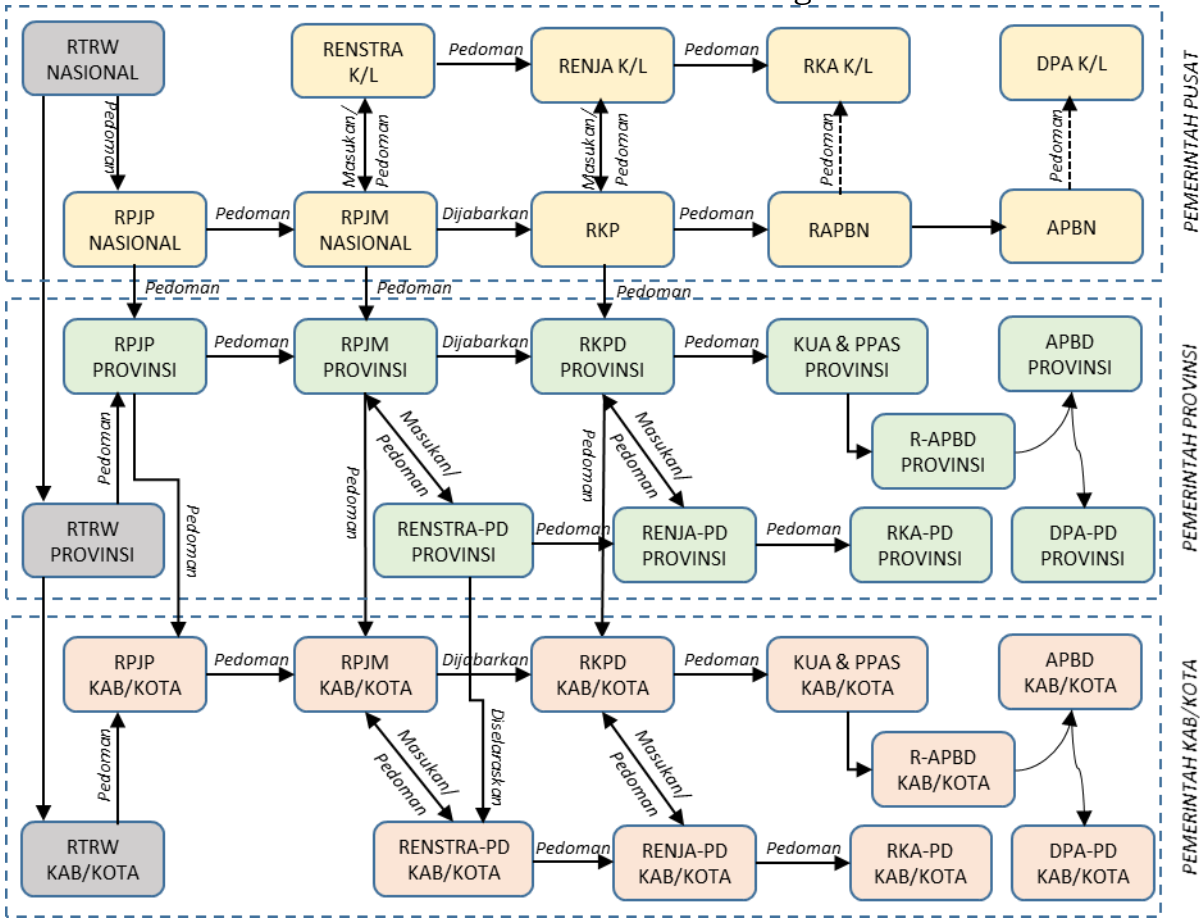 RTRW
NASIONAL
RENSTRA
K/L
Pedoman
RENJA K/L
Pedoman
RKA K/L
DPA K/L
Pedoman
Masukan/
Pedoman
Masukan/
Pedoman
Pedoman
Pedoman
RPJP
NASIONAL
Pedoman
RPJM
NASIONAL
Dijabarkan
RKP
Pedoman
RAPBN
APBN
PEMERINTAH PUSAT
Pedoman
Pedoman
Pedoman
RPJP
PROVINSI
Pedoman
RPJM
PROVINSI
Dijabarkan
RKPD
PROVINSI
Pedoman
KUA & PPAS
PROVINSI
APBD
PROVINSI
Pedoman
Masukan/
Pedoman
Pedoman
Masukan/
Pedoman
Pedoman
R-APBD
PROVINSI
RTRW
PROVINSI
Pedoman
RENSTRA-PD
PROVINSI
Pedoman
RENJA-PD
PROVINSI
Pedoman
RKA-PD
PROVINSI
DPA-PD
PROVINSI
PEMERINTAH PROVINSI
RPJP
KAB/KOTA
Pedoman
RPJM
KAB/KOTA
Dijabarkan
RKPD
KAB/KOTA
Pedoman
KUA & PPAS
KAB/KOTA
APBD
KAB/KOTA
Pedoman
Masukan/
Pedoman
Diselaraskan
Masukan/
Pedoman
R-APBD
KAB/KOTA
RTRW
KAB/KOTA
RENSTRA-PD
KAB/KOTA
Pedoman
RENJA-PD
KAB/KOTA
Pedoman
RKA-PD
KAB/KOTA
DPA-PD
KAB/KOTA
PEMERINTAH KAB/KOTA